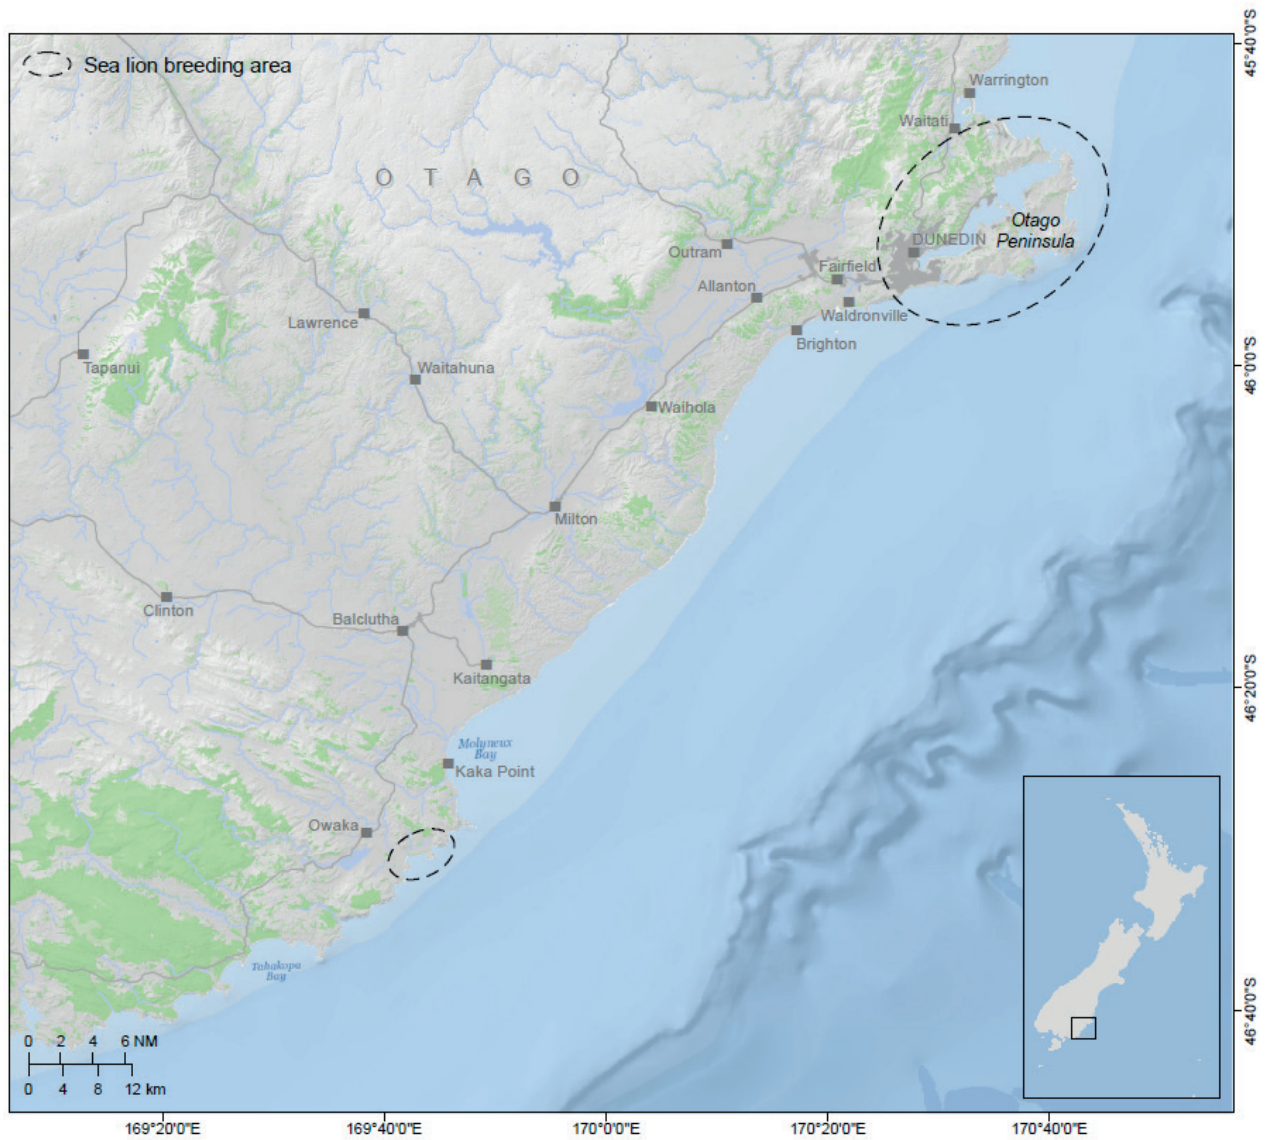 Sea lion breeding area
Warrington
Waitati
O T A G O
Otago
Peninsula
DUNEDIN
Outram
Fairfield
Allanton
Waldronville
Lawrence
Brighton
Tapanui
Waitahuna
Waihola
Milton
Clinton
Balclutha
Kaitangata
Molyneux
Bay
Kaka Point
Owaka
Tahakopa
Bay
0 2 4 6 NM
0 4 8 12 km
45°40'0"S
46°0'0"S
46°20'0"S
46°40'0"S
169°20'0"E
169°40'0"E
170°0'0"E
170°20'0"E
170°40'0"E